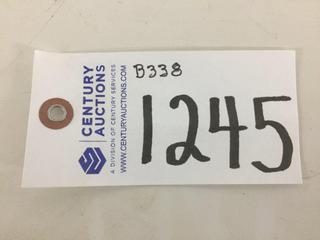 CENTURY
AUCTIONS
A DIVISION OF CENTURY SERVICES
WWW.CENTURYAUCTIONS.COM
B338
1245